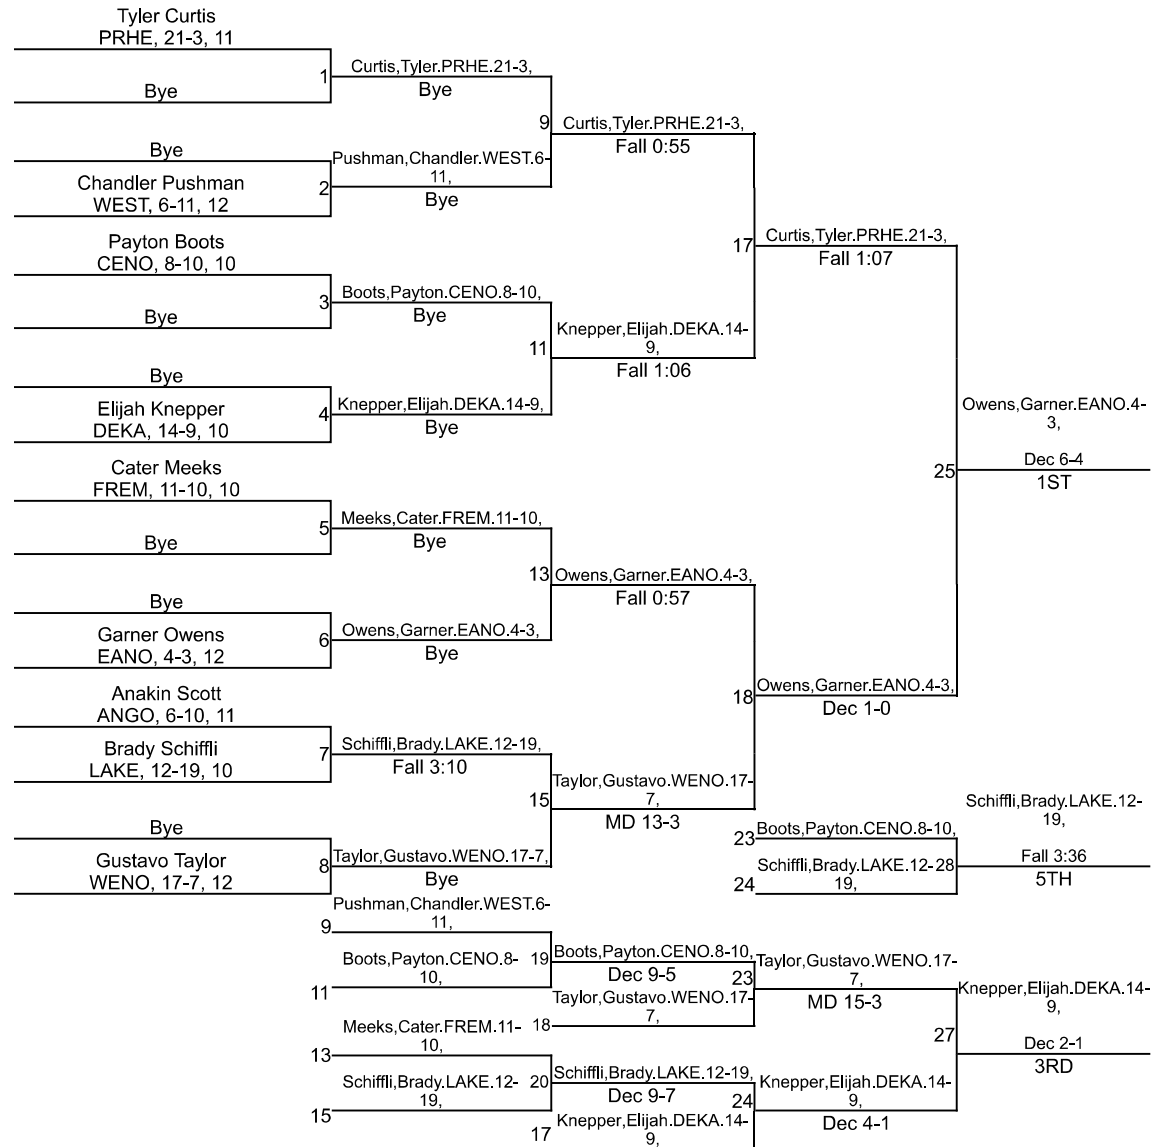 Tyler Curtis
PRHE, 21-3, 11
1
Curtis,Tyler.PRHE.21-3,
Bye
Bye
9
Curtis,Tyler.PRHE.21-3,
Fall 0:55
Bye
Pushman,Chandler.WEST.6-
11,
Bye
Chandler Pushman
WEST, 6-11, 12
2
Payton Boots
CENO, 8-10, 10
17
Curtis,Tyler.PRHE.21-3,
Fall 1:07
3
Boots,Payton.CENO.8-10,
Bye
Bye
11
Knepper,Elijah.DEKA.14-
9,
Fall 1:06
Bye
Elijah Knepper
DEKA, 14-9, 10
4
Knepper,Elijah.DEKA.14-9,
Bye
Owens,Garner.EANO.4-
3,
25
Dec 6-4
1ST
Cater Meeks
FREM, 11-10, 10
5
Meeks,Cater.FREM.11-10,
Bye
Bye
13
Owens,Garner.EANO.4-3,
Fall 0:57
Bye
Garner Owens
EANO, 4-3, 12
6
Owens,Garner.EANO.4-3,
Bye
18
Owens,Garner.EANO.4-3,
Dec 1-0
Anakin Scott
ANGO, 6-10, 11
Brady Schiffli
LAKE, 12-19, 10
7
Schiffli,Brady.LAKE.12-19,
Fall 3:10
15
Taylor,Gustavo.WENO.17-
7,
MD 13-3
Bye
Gustavo Taylor
WENO, 17-7, 12
8
Taylor,Gustavo.WENO.17-7,
Bye
23
Boots,Payton.CENO.8-10,
24
Schiffli,Brady.LAKE.12-
19,
28
Schiffli,Brady.LAKE.12-
19,
Fall 3:36
5TH
9
Pushman,Chandler.WEST.6-
11,
11
Boots,Payton.CENO.8-
10,
19
Boots,Payton.CENO.8-10,
Dec 9-5
18
Taylor,Gustavo.WENO.17-
7,
23
Taylor,Gustavo.WENO.17-
7,
MD 15-3
27
Knepper,Elijah.DEKA.14-
9,
Dec 2-1
3RD
13
Meeks,Cater.FREM.11-
10,
15
Schiffli,Brady.LAKE.12-
19,
20
Schiffli,Brady.LAKE.12-19,
Dec 9-7
17
Knepper,Elijah.DEKA.14-
9,
24
Knepper,Elijah.DEKA.14-
9,
Dec 4-1